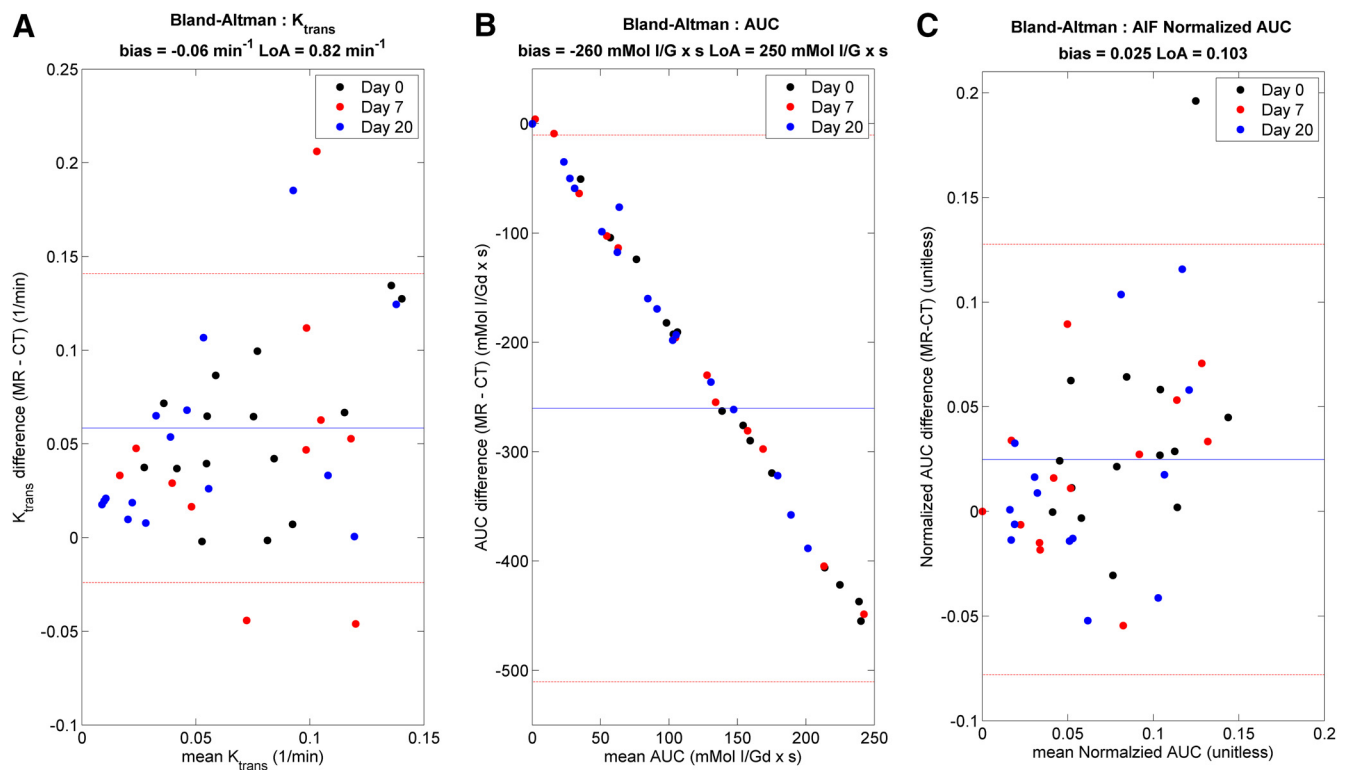 A
Bland-Altman : Ktrans
bias = -0.06 min-1 LoA = 0.82 min-1
0.25
0.2
0.15
0.1
0.05
0
-0.05
-0.1
Ktrans difference (MR - CT) (1/min)
Day 0
Day 7
Day 20
0
0.05
0.1
0.15
mean Ktrans (1/min)
B
Bland-Altman : AUC
bias = -260 mMol I/G x s LoA = 250 mMol I/G x s
0
-100
-200
-300
-400
-500
AUC difference (MR - CT) (mMol I/Gd x s)
Day 0
Day 7
Day 20
0
50
100
150
200
250
mean AUC (mMol I/Gd x s)
C
Bland-Altman : AIF Normalized AUC
bias = 0.025 LoA = 0.103
0.2
0.15
0.1
0.05
0
-0.05
-0.1
Normalized AUC difference (MR-CT) (unitless)
Day 0
Day 7
Day 20
0
0.05
0.1
0.15
0.2
mean Normalzied AUC (unitless)